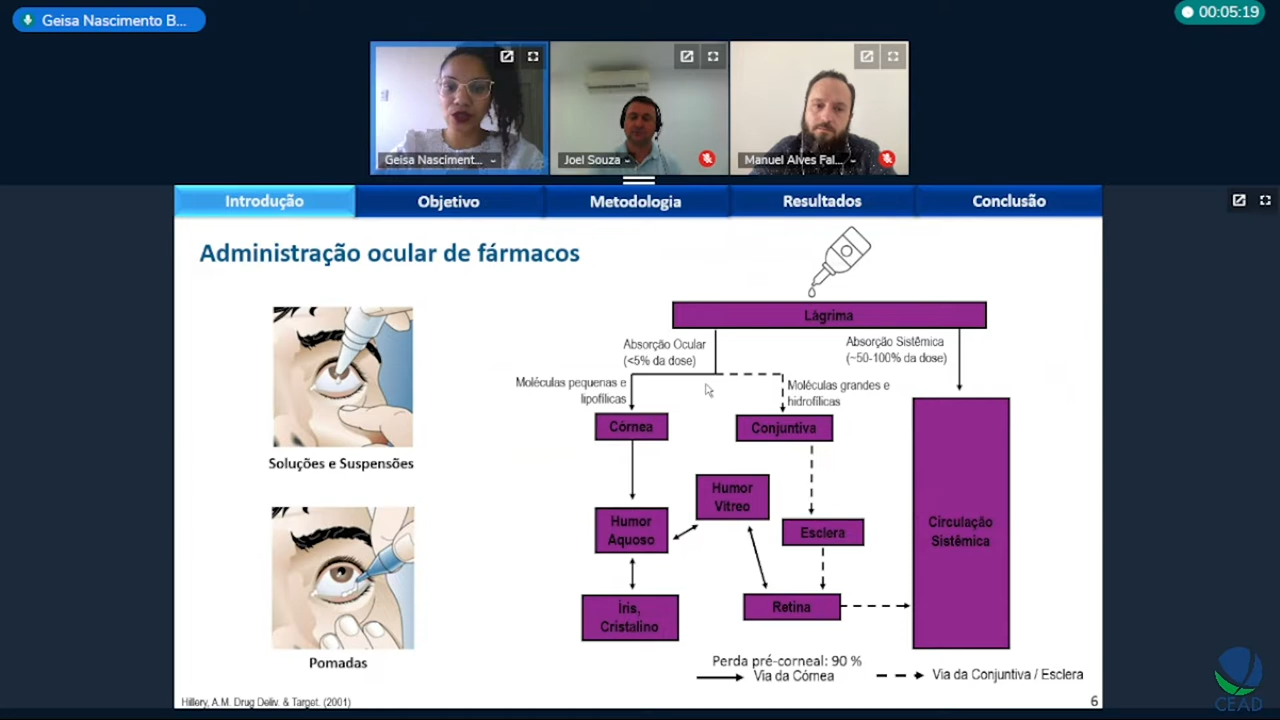 Geisa Nascimento B...
00:05:19
Geisa Nasciment...
Joel Souza
Manuel Alves Fal...
Introdução
Objetivo
Metodologia
Resultados
Conclusão
Administração ocular de fármacos
Soluções e Suspensões
Pomadas
Lágrima
Absorção Ocular
(<5% da dose)
Absorção Sistêmica
(~50-100% da dose)
Moléculas pequenas e
lipofílicas
Moléculas grandes e
hidrofílicas
Córnea
Conjuntiva
Humor
Vítreo
Humor
Aquoso
Esclera
Circulação
Sistêmica
Íris,
Cristalino
Retina
Perda pré-corneal: 90 %
Via da Córnea
Via da Conjuntiva / Esclera
Hillery, A.M. Drug Deliv. & Target. (2001)
6
CEAD